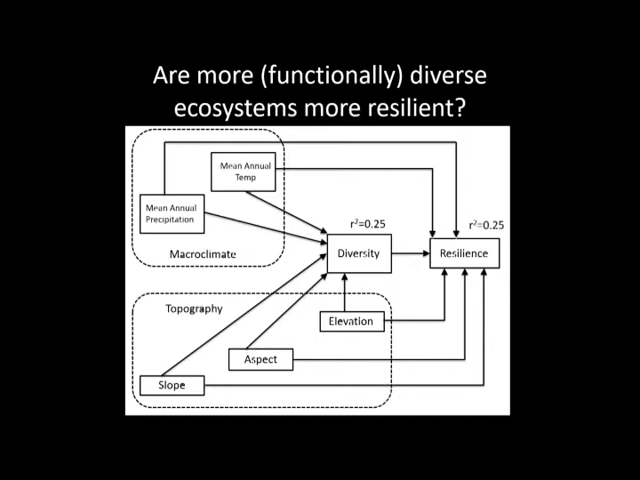 Are more (functionally) diverse
ecosystems more resilient?
Mean Annual
Temp
Mean Annual
Precipitation
r²=0.25
r²=0.25
Macroclimate
Diversity
Resilience
Topography
Elevation
Aspect
Slope